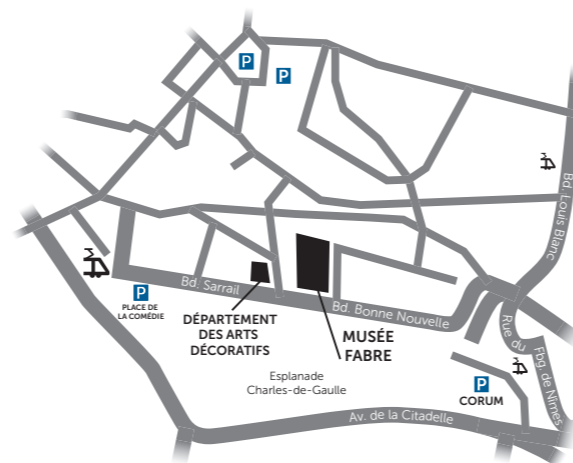 P
P
Bd. Louis Blanc
Bd. Sarrail
P
PLACE DE
LA COMÉDIE
DÉPARTEMENT
DES ARTS
DÉCORATIFS
Bd. Bonne Nouvelle
MUSÉE
FABRE
Rue du
Fbg. de Nîmes
Esplanade
Charles-de-Gaulle
P
CORUM
Av. de la Citadelle